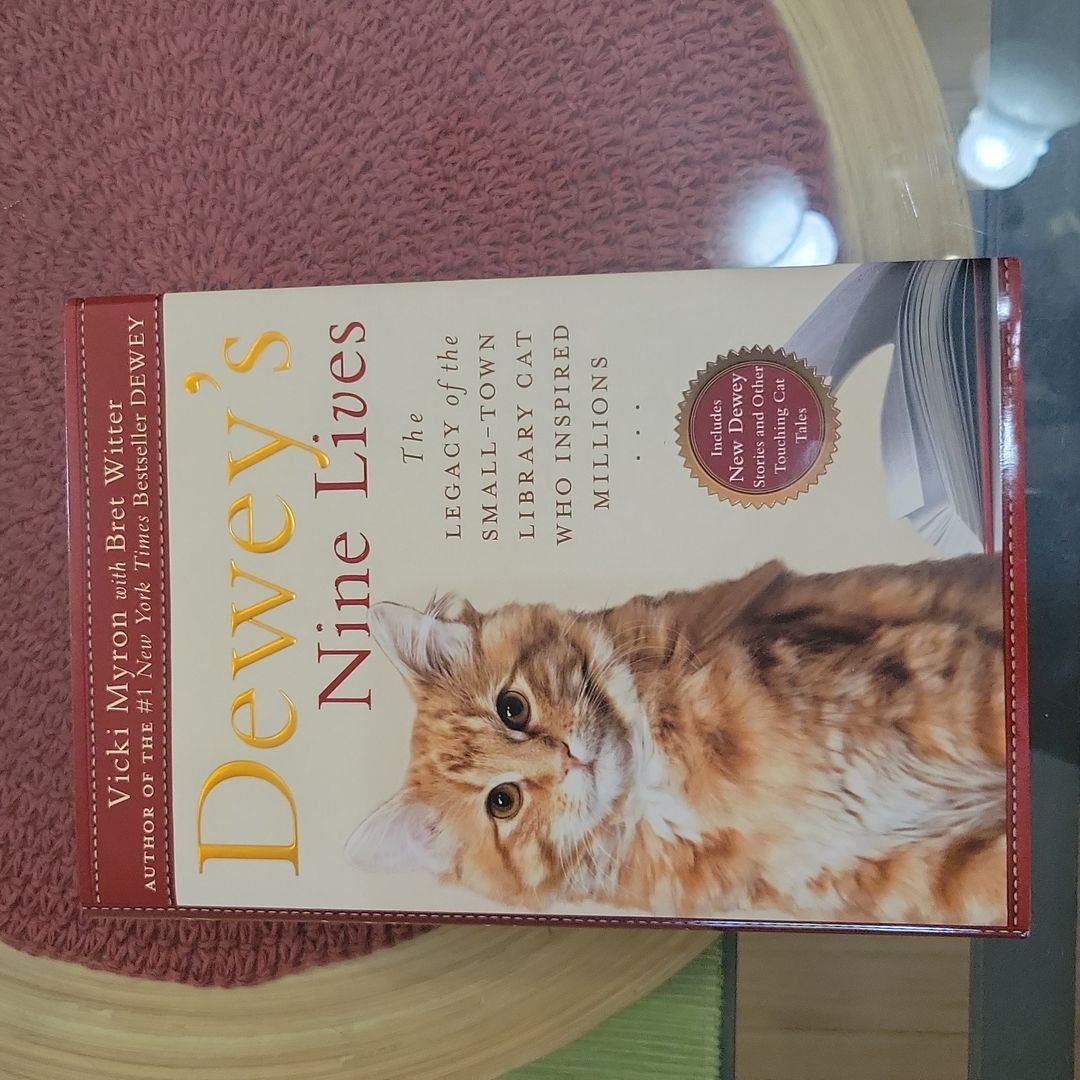 Vicki Myron with Bret Witter
AUTHOR OF THE #1 New York Times Bestseller DEWEY
Dewey's
Nine Lives
The
LEGACY of the
SMALL-TOWN
LIBRARY CAT
WHO INSPIRED
MILLIONS
. . . .
Includes
New Dewey
Stories and Other
Touching Cat
Tales